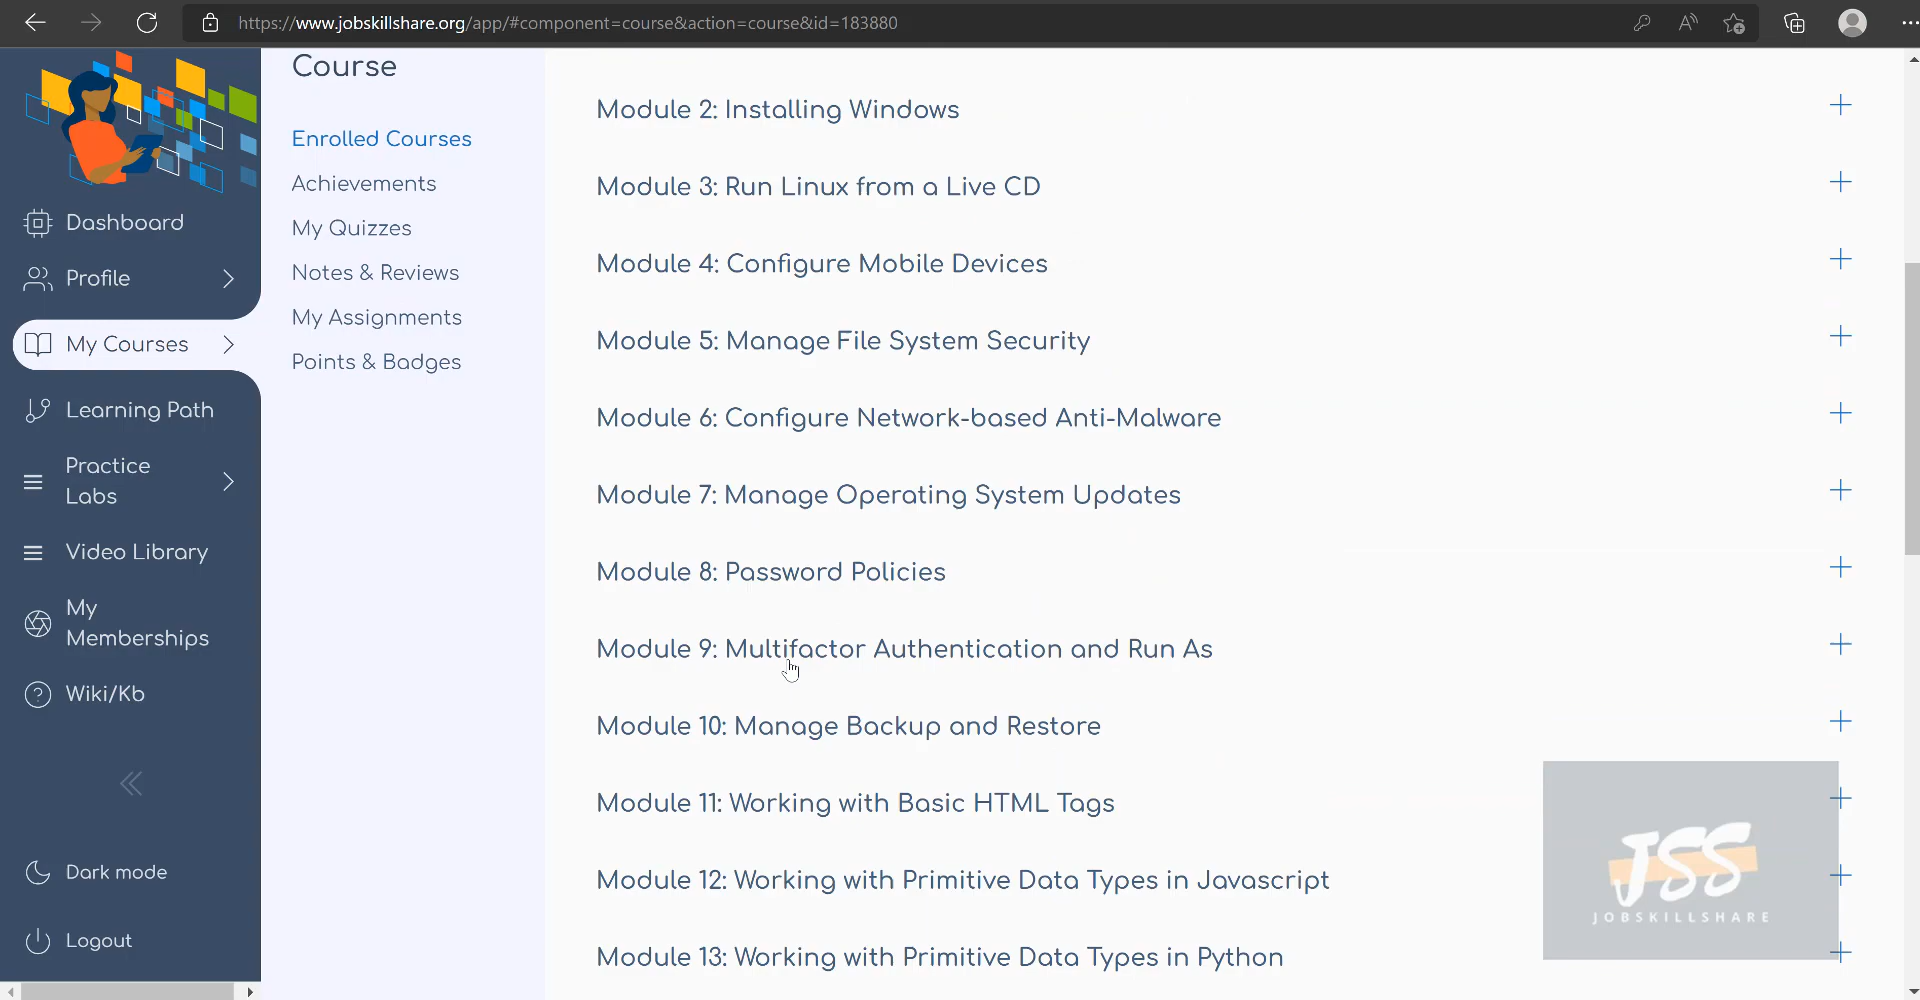 https://www.jobskillshare.org/app/#component=course&action=course&id=183880
Dashboard
Profile
My Courses
Learning Path
Practice
Labs
Video Library
My
Memberships
Wiki/Kb
Dark mode
Logout
Course
Enrolled Courses
Achievements
My Quizzes
Notes & Reviews
My Assignments
Points & Badges
Module 2: Installing Windows
Module 3: Run Linux from a Live CD
Module 4: Configure Mobile Devices
Module 5: Manage File System Security
Module 6: Configure Network-based Anti-Malware
Module 7: Manage Operating System Updates
Module 8: Password Policies
Module 9: Multifactor Authentication and Run As
Module 10: Manage Backup and Restore
Module 11: Working with Basic HTML Tags
Module 12: Working with Primitive Data Types in Javascript
Module 13: Working with Primitive Data Types in Python
JSS
JOBSKILLSHARE